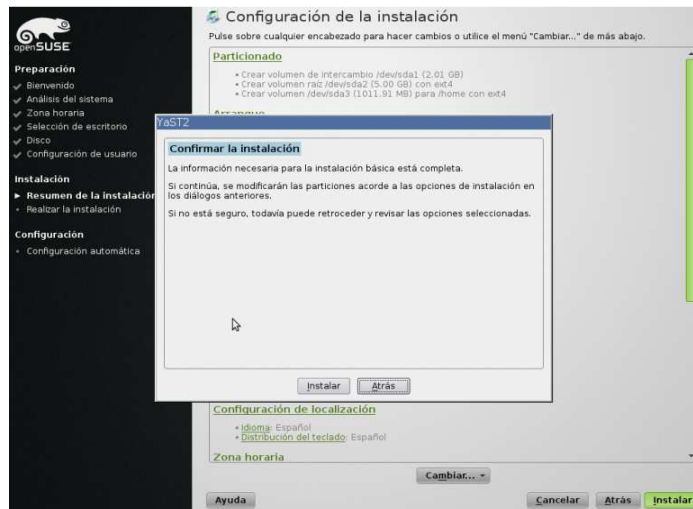 openSUSE
Preparación
Bienvenido
Análisis del sistema
Zona horaria
Selección de escritorio
Disco
Configuración de usuario
Instalación
Resumen de la instalación
Realizar la instalación
Configuración
Configuración automática
Configuración de la instalación
Pulse sobre cualquier encabezado para hacer cambios o utilice el menú "Cambiar..." de más abajo.
Particionado
• Crear volumen de intercambio /dev/sda1 (2.01 GB)
• Crear volumen raíz /dev/sda2 (5.00 GB) con ext4
• Crear volumen /dev/sda3 (1011.91 MB) para /home con ext4
Arranque
YaST2
Confirmar la instalación
La información necesaria para la instalación básica está completa.
Si continúa, se modificarán las particiones acorde a las opciones de instalación en
los diálogos anteriores.
Si no está seguro, todavía puede retroceder y revisar las opciones seleccionadas.
Instalar
Atrás
Configuración de localización
• Idioma: Español
• Distribución del teclado: Español
Zona horaria
Cambiar...
Ayuda
Cancelar
Atrás
Instalar